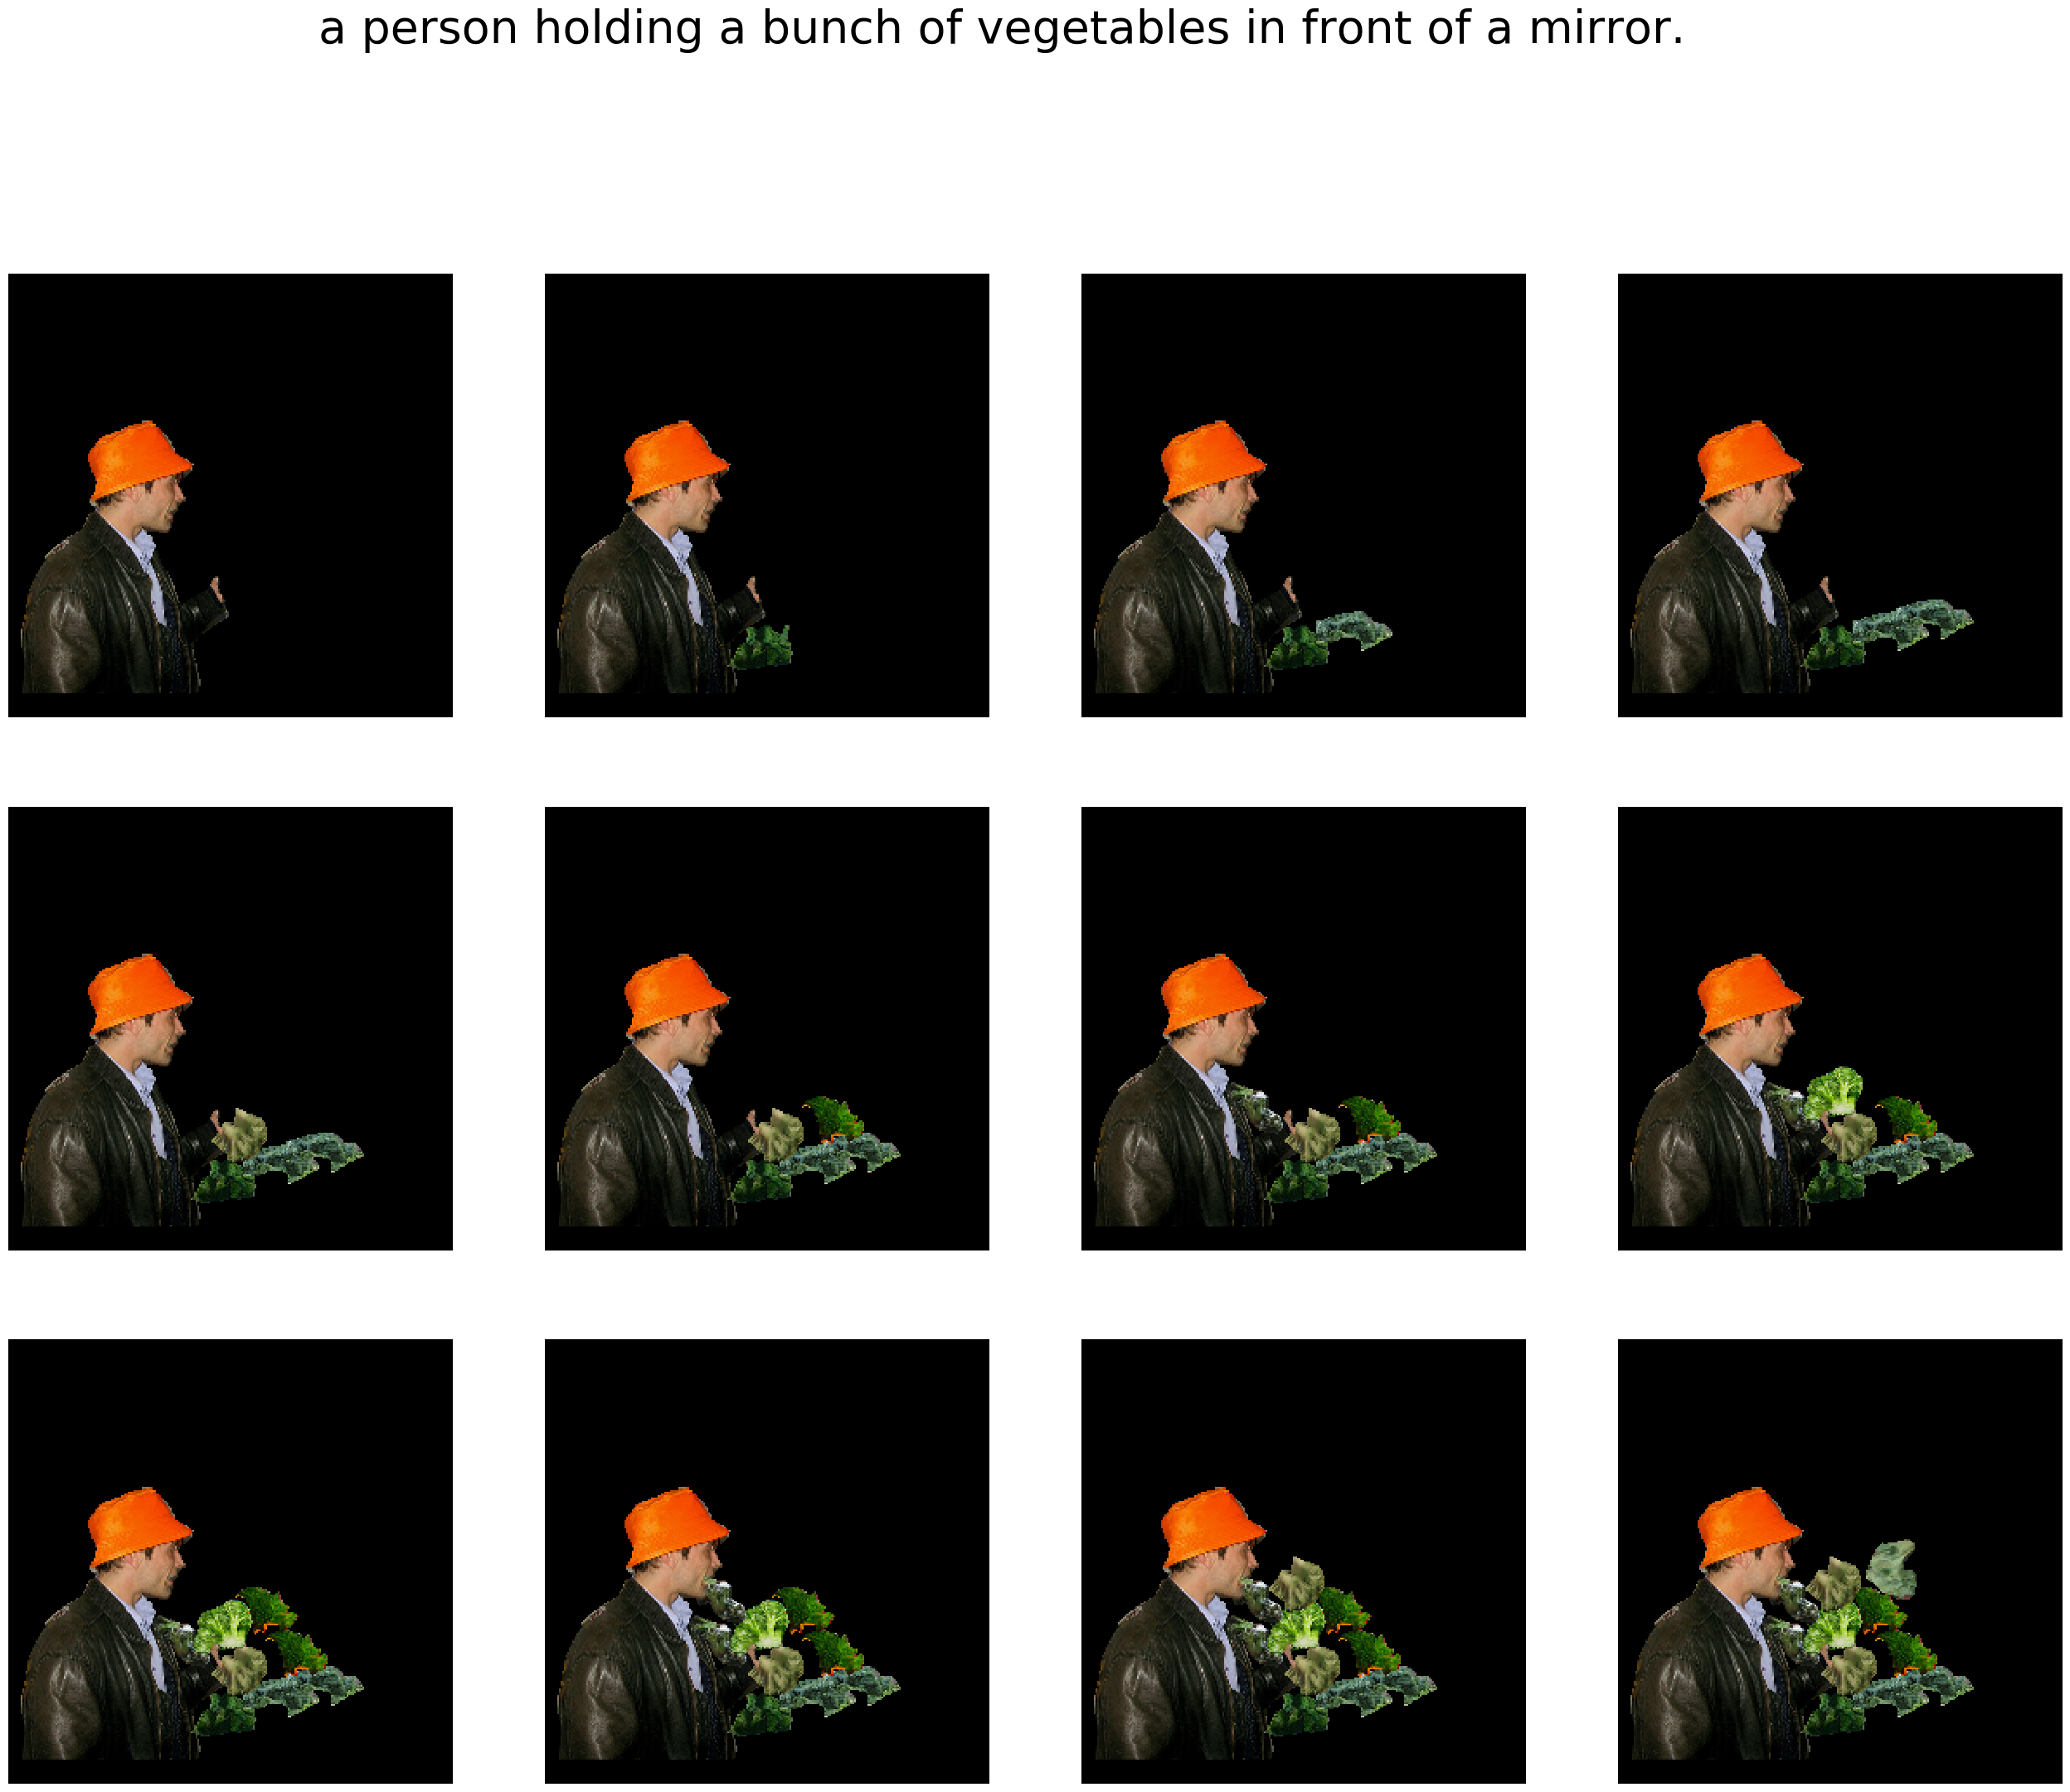 a person holding a bunch of vegetables in front of a mirror.